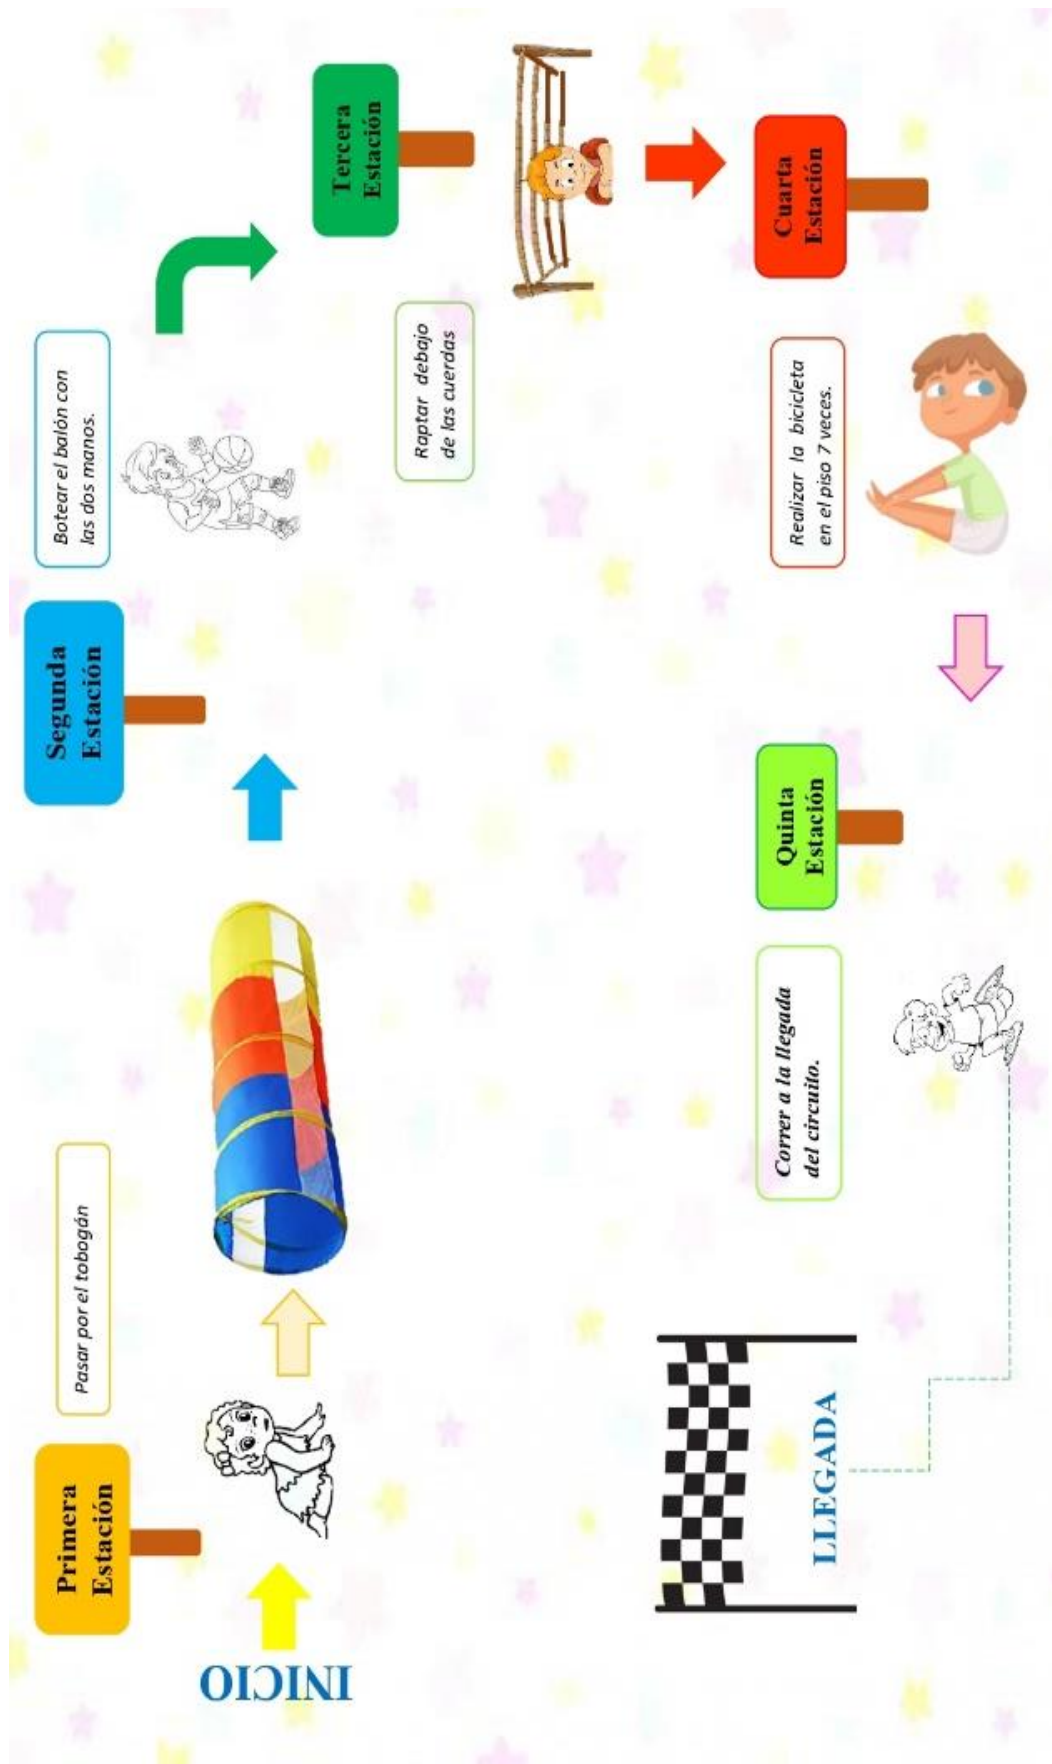 INICIO
Primera
Estación
Pasar por el tobogán
Segunda
Estación
Botear el balón con
las dos manos.
Tercera
Estación
Raptar debajo
de las cuerdas
Cuarta
Estación
Realizar la bicicleta
en el piso 7 veces.
Quinta
Estación
Correr a la llegada
del circuito.
LLEGADA